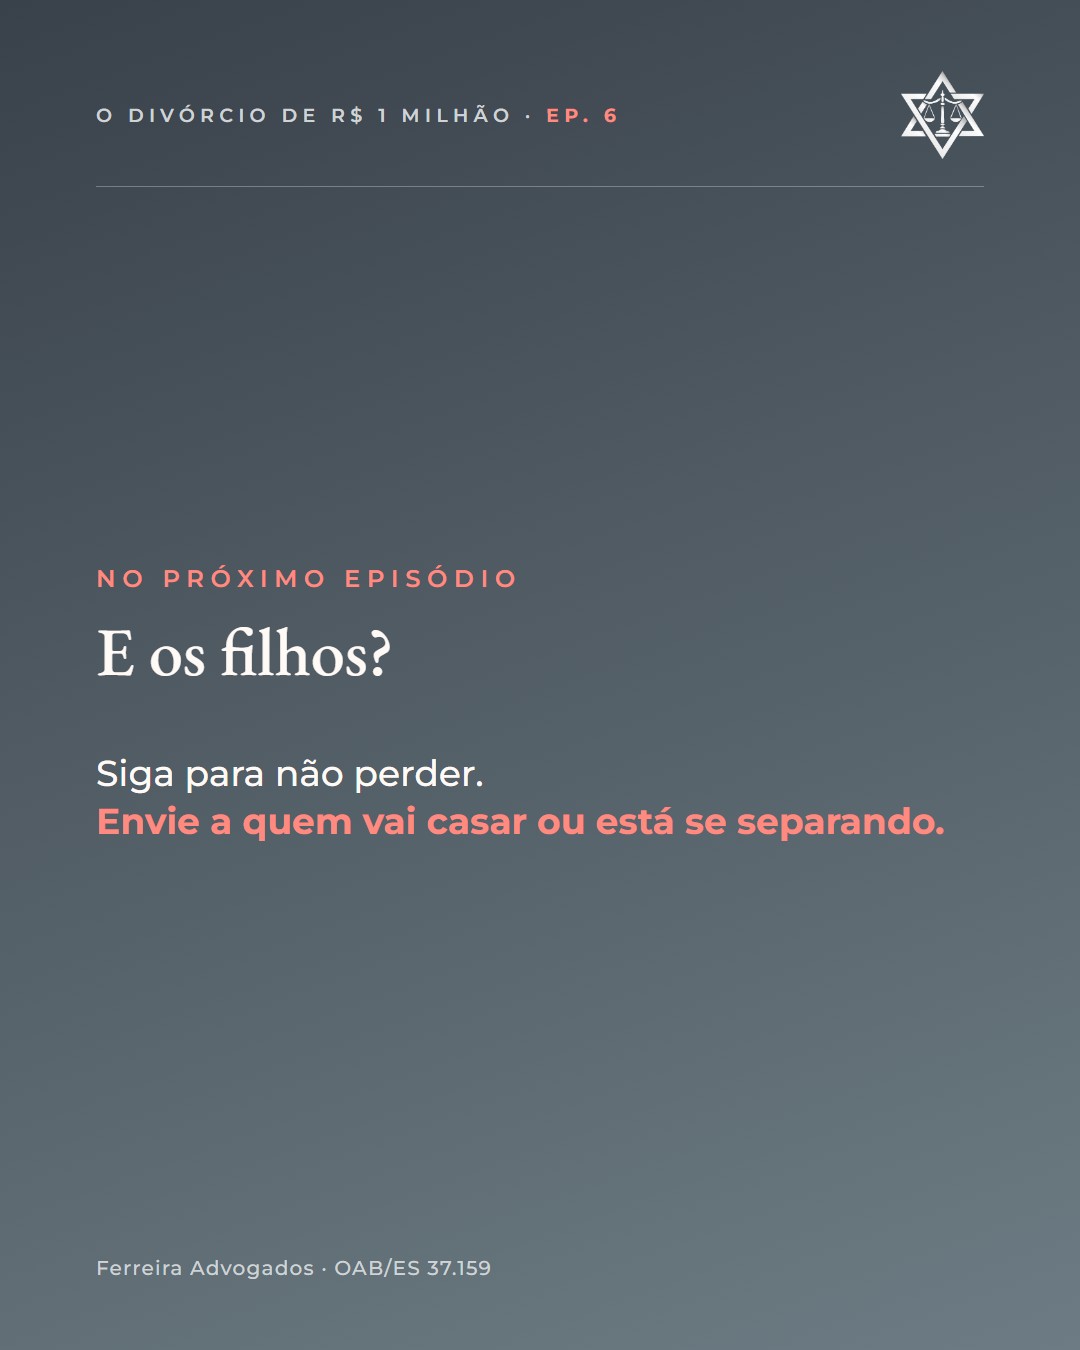 O DIVÓRCIO DE R$ 1 MILHÃO · EP. 6
NO PRÓXIMO EPISÓDIO
E os filhos?
Siga para não perder.
Envie a quem vai casar ou está se separando.
Ferreira Advogados · OAB/ES 37.159